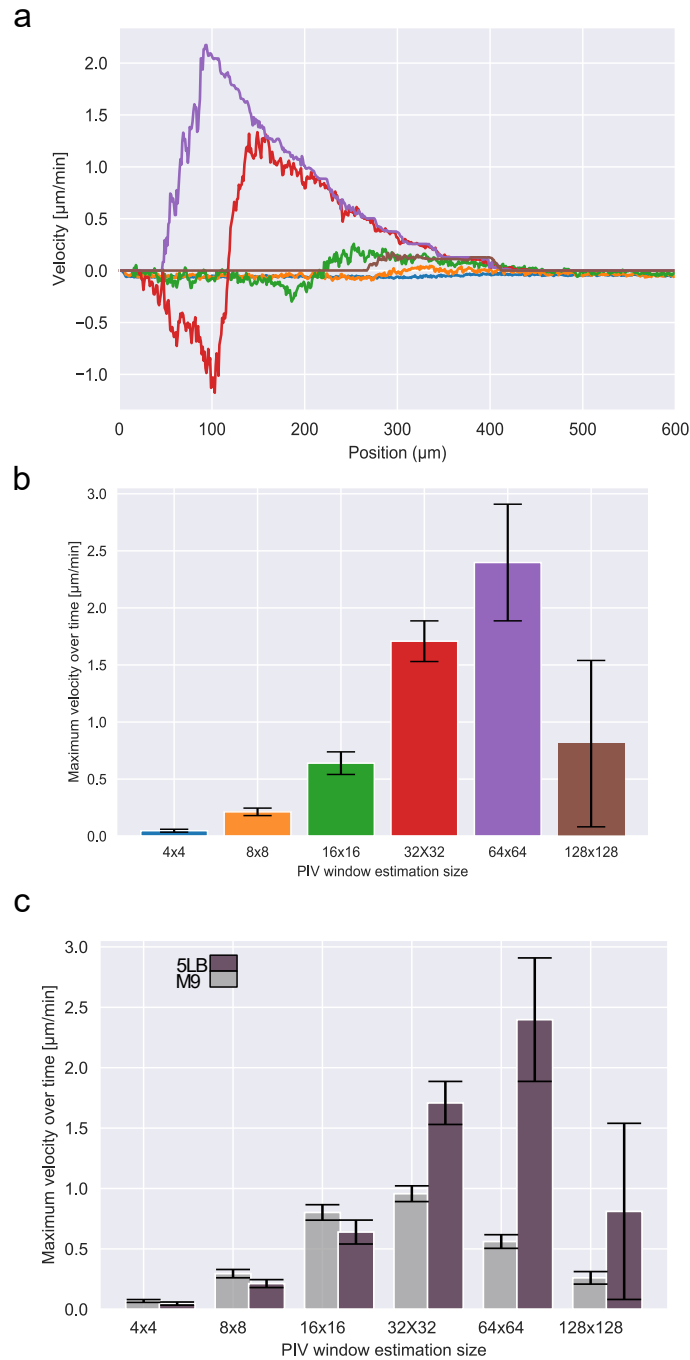 a
2.0
1.5
1.0
0.5
0.0
−0.5
−1.0
Velocity [µm/min]
0 100 200 300 400 500 600
Position (µm)
b
3.0
2.5
2.0
1.5
1.0
0.5
0.0
Maximum velocity over time [µm/min]
4x4 8x8 16x16 32X32 64x64 128x128
PIV window estimation size
c
3.0
2.5
2.0
1.5
1.0
0.5
0.0
Maximum velocity over time [µm/min]
5LB
M9
4x4 8x8 16x16 32X32 64x64 128x128
PIV window estimation size